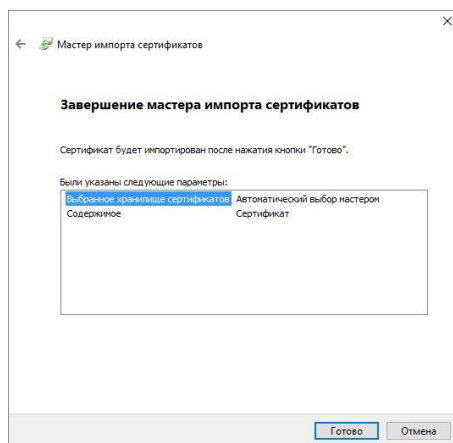 Мастер импорта сертификатов
Завершение мастера импорта сертификатов
Сертификат будет импортирован после нажатия кнопки "Готово".
Были указаны следующие параметры:
Выбранное хранилище сертификатов Автоматический выбор мастером
Содержимое Сертификат
Готово Отмена